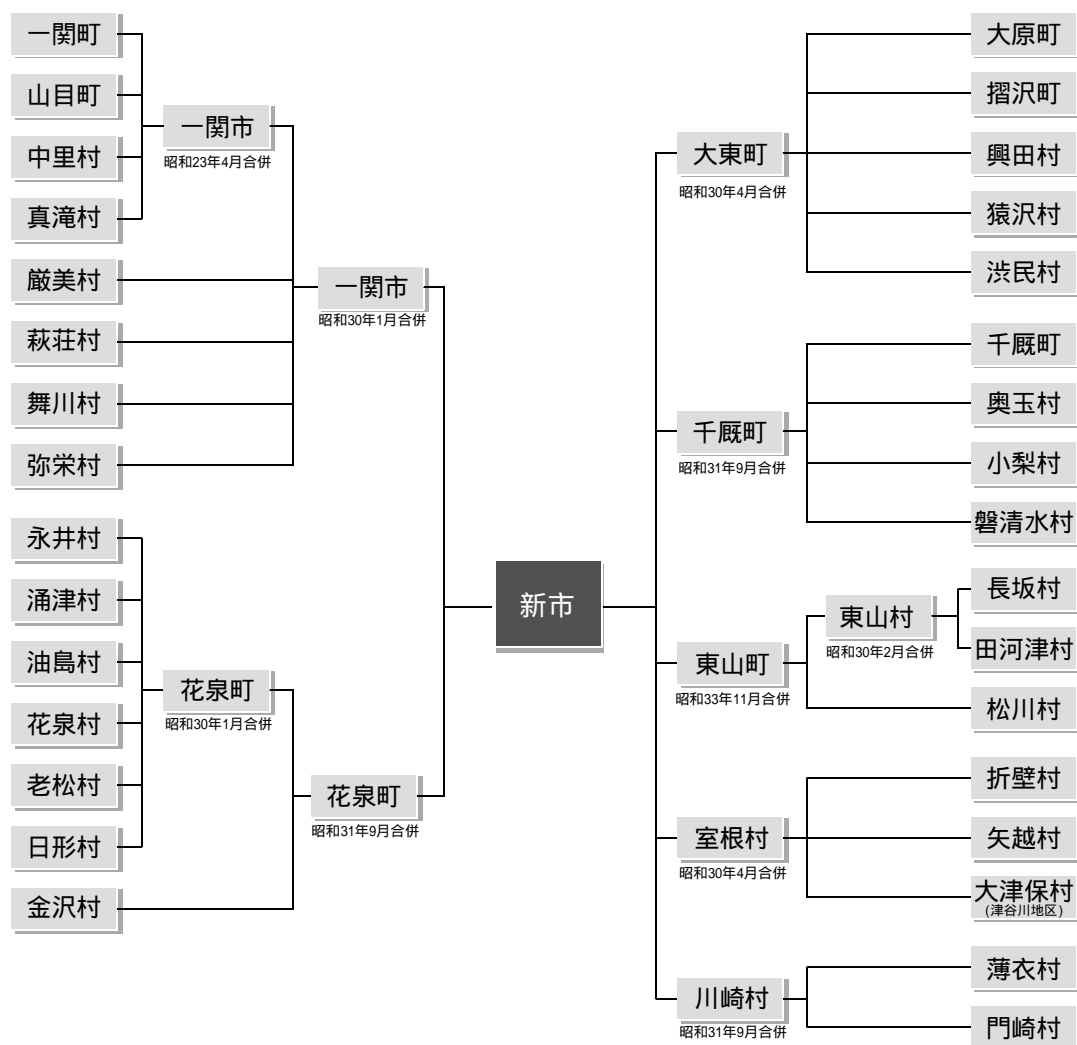 一関町
山目町
中里村
真滝村
厳美村
萩荘村
舞川村
弥栄村
永井村
涌津村
油島村
花泉村
老松村
日形村
金沢村
一関市
昭和23年4月合併
花泉町
昭和30年1月合併
一関市
昭和30年1月合併
花泉町
昭和31年9月合併
新市
大東町
昭和30年4月合併
千厩町
昭和31年9月合併
東山町
昭和33年11月合併
室根村
昭和30年4月合併
川崎村
昭和31年9月合併
東山村
昭和30年2月合併
大原町
摺沢町
興田村
猿沢村
渋民村
千厩町
奥玉村
小梨村
磐清水村
長坂村
田河津村
松川村
折壁村
矢越村
大津保村
(津谷川地区)
薄衣村
門崎村